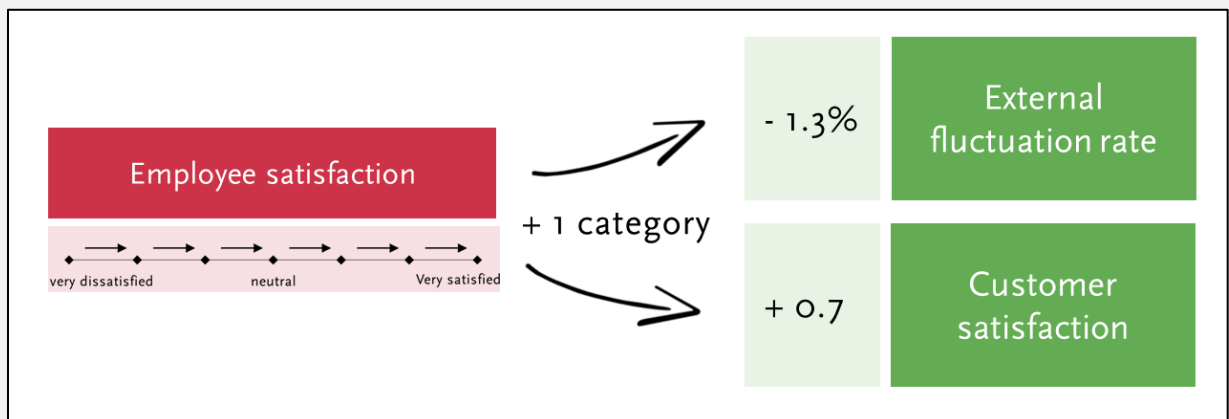 Employee satisfaction
very dissatisfied
neutral
Very satisfied
+ 1 category
- 1.3%
External
fluctuation rate
+ 0.7
Customer
satisfaction